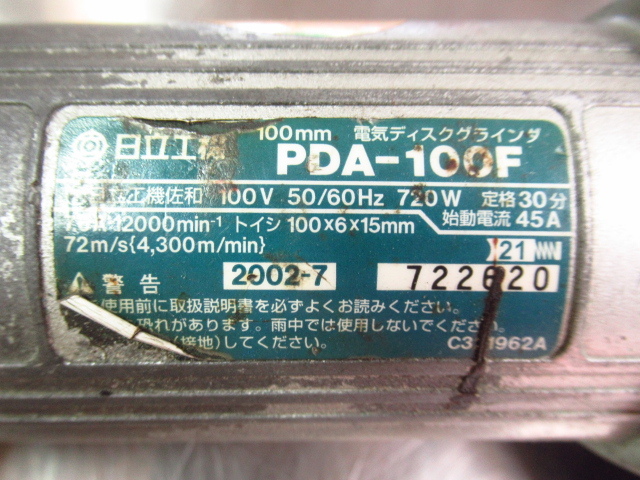 日立工機 100mm 電気ディスクグラインダ
PDA-100F
立工機佐和 100V 50/60Hz 720W 定格30分
12000min⁻¹ トイシ 100×6×15mm 始動電流 45A
72m/s{4,300m/min} 21
⚠ 警告 2002-7 722620
使用前に取扱説明書を必ずよくお読みください。
恐れがあります。雨中では使用しないでください。
(接地)してください。 1962A